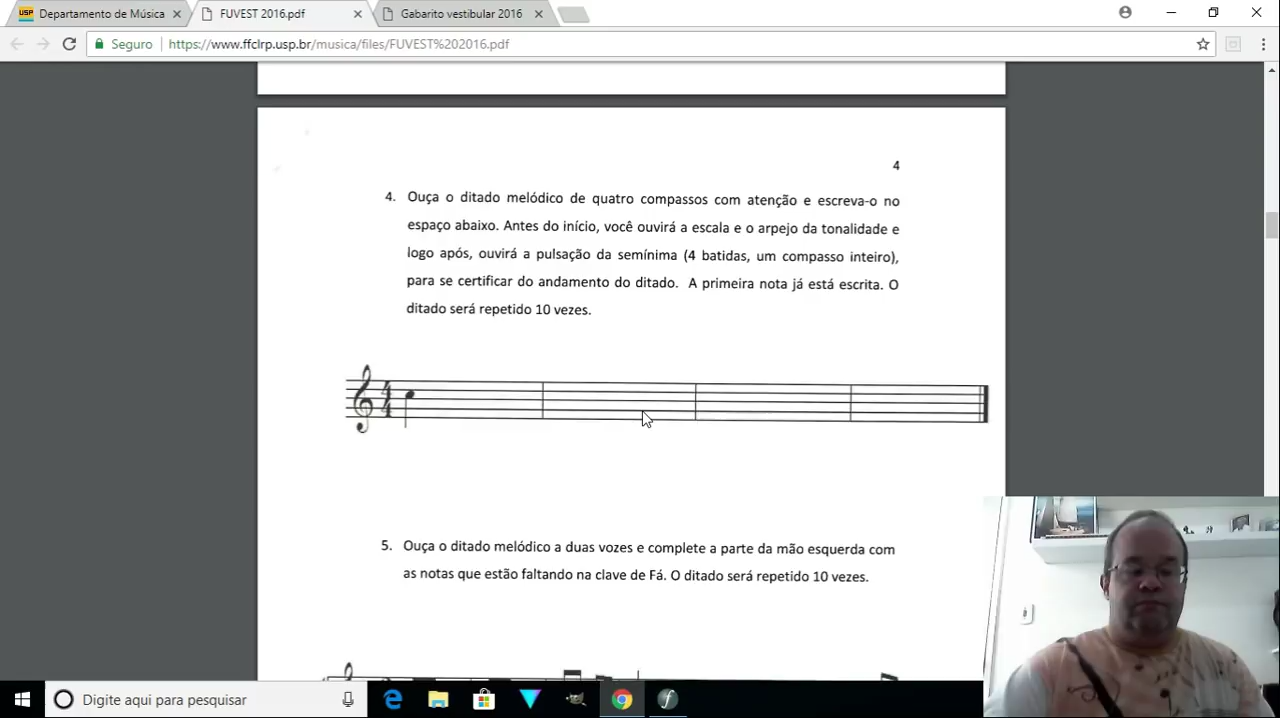 USP Departamento de Música
FUVEST 2016.pdf
Gabarito vestibular 2016
Seguro https://www.ffclrp.usp.br/musica/files/FUVEST%202016.pdf
4
4. Ouça o ditado melódico de quatro compassos com atenção e escreva-o no
espaço abaixo. Antes do início, você ouvirá a escala e o arpejo da tonalidade e
logo após, ouvirá a pulsação da semínima (4 batidas, um compasso inteiro),
para se certificar do andamento do ditado. A primeira nota já está escrita. O
ditado será repetido 10 vezes.
4
4
5. Ouça o ditado melódico a duas vozes e complete a parte da mão esquerda com
as notas que estão faltando na clave de Fá. O ditado será repetido 10 vezes.
Digite aqui para pesquisar